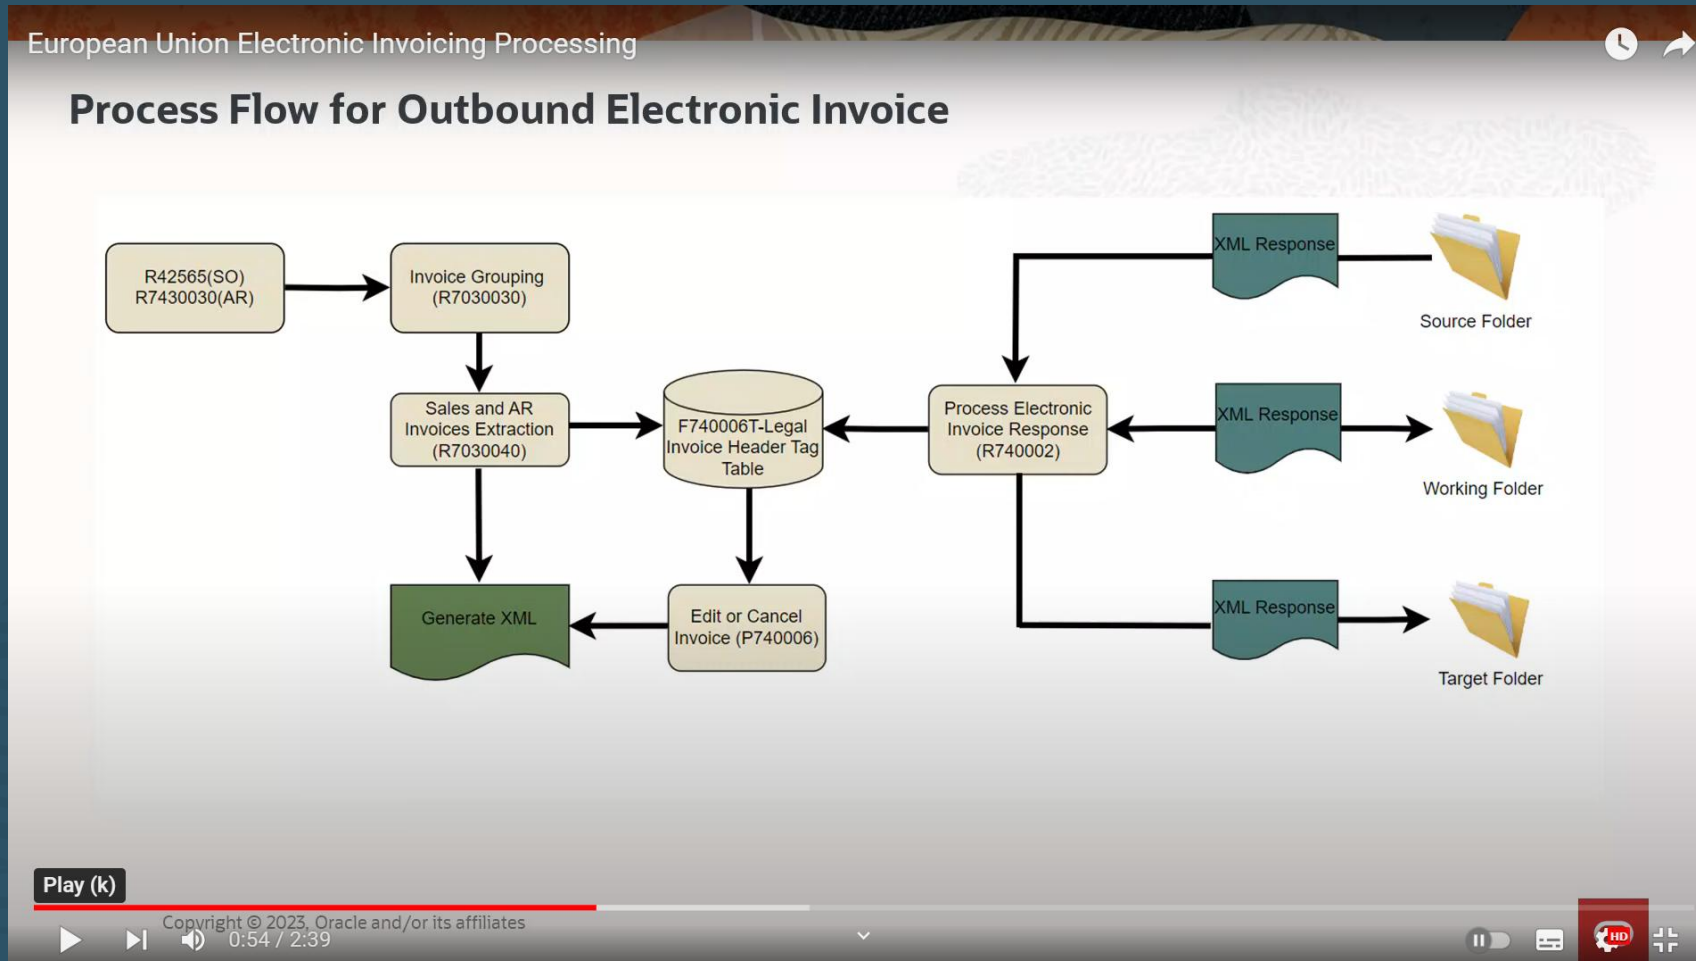 European Union Electronic Invoicing Processing
Process Flow for Outbound Electronic Invoice
R42565(SO)
R7430030(AR)
Invoice Grouping
(R7030030)
XML Response
Source Folder
Sales and AR
Invoices Extraction
(R7030040)
F740006T-Legal
Invoice Header Tag
Table
Process Electronic
Invoice Response
(R740002)
XML Response
Working Folder
Generate XML
Edit or Cancel
Invoice (P740006)
XML Response
Target Folder
Play (k)
Copyright © 2023, Oracle and/or its affiliates
0:54 / 2:39
HD